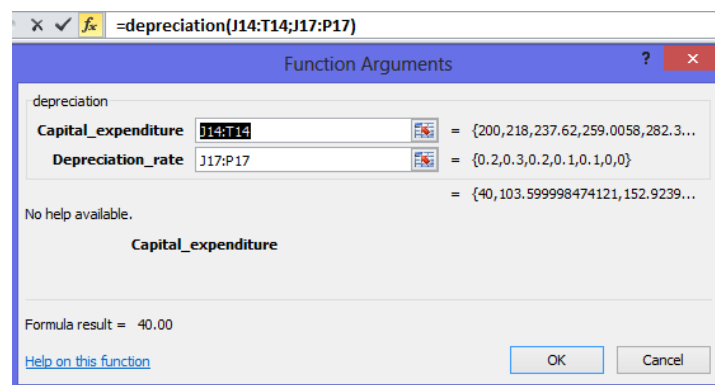 fx =depreciation(J14:T14;J17:P17)
Function Arguments ?
depreciation
Capital_expenditure J14:T14 = {200,218,237.62,259.0058,282.3...
Depreciation_rate J17:P17 = {0.2,0.3,0.2,0.1,0.1,0,0}
= {40,103.599998474121,152.9239...
No help available.
Capital_expenditure
Formula result = 40.00
Help on this function OK Cancel